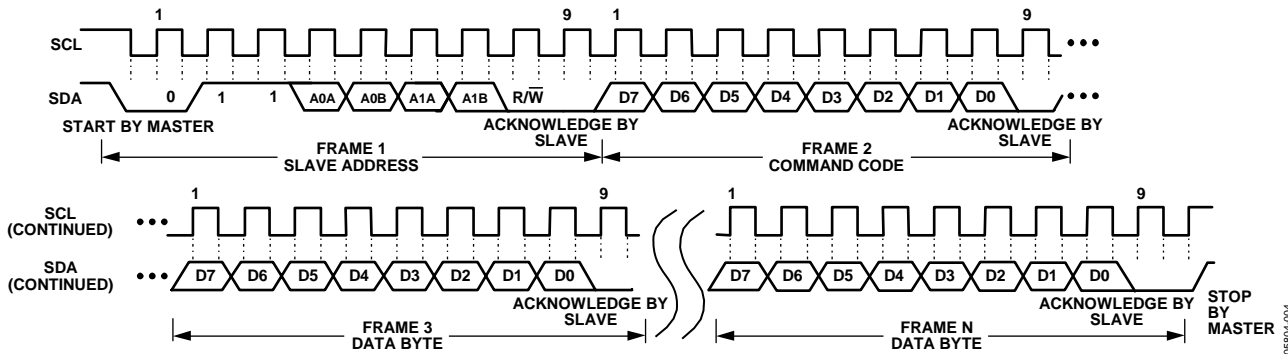 1 9 1 9
SCL
SDA 0 1 1 A0A A0B A1A A1B R/W̅ D7 D6 D5 D4 D3 D2 D1 D0
START BY MASTER
ACKNOWLEDGE BY
SLAVE
ACKNOWLEDGE BY
SLAVE
FRAME 1
SLAVE ADDRESS
FRAME 2
COMMAND CODE
1 9 1 9
SCL
(CONTINUED)
SDA
(CONTINUED)
D7 D6 D5 D4 D3 D2 D1 D0 D7 D6 D5 D4 D3 D2 D1 D0
ACKNOWLEDGE BY
SLAVE
ACKNOWLEDGE BY
SLAVE
STOP
BY
MASTER
FRAME 3
DATA BYTE
FRAME N
DATA BYTE